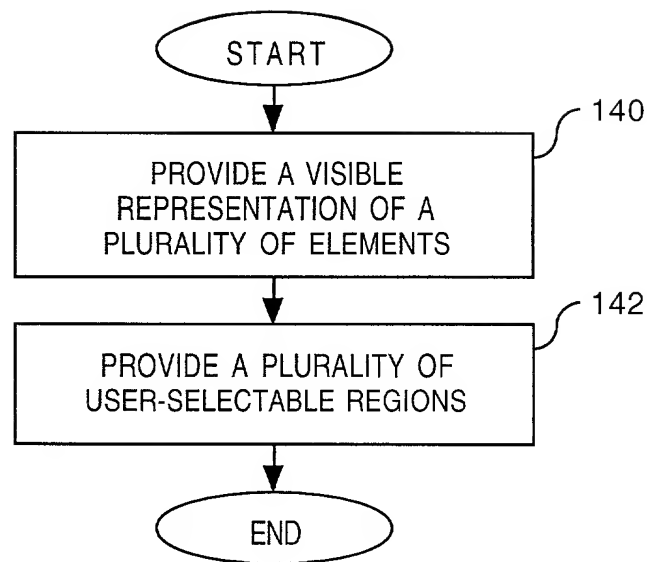 START
140
PROVIDE A VISIBLE
REPRESENTATION OF A
PLURALITY OF ELEMENTS
142
PROVIDE A PLURALITY OF
USER-SELECTABLE REGIONS
END